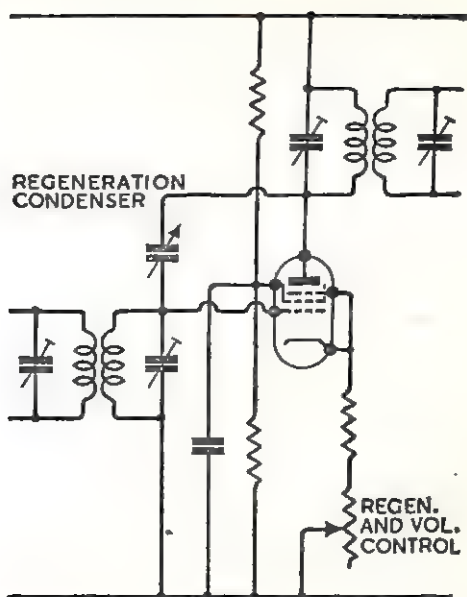 REGENERATION
CONDENSER
REGEN.
AND VOL.
CONTROL